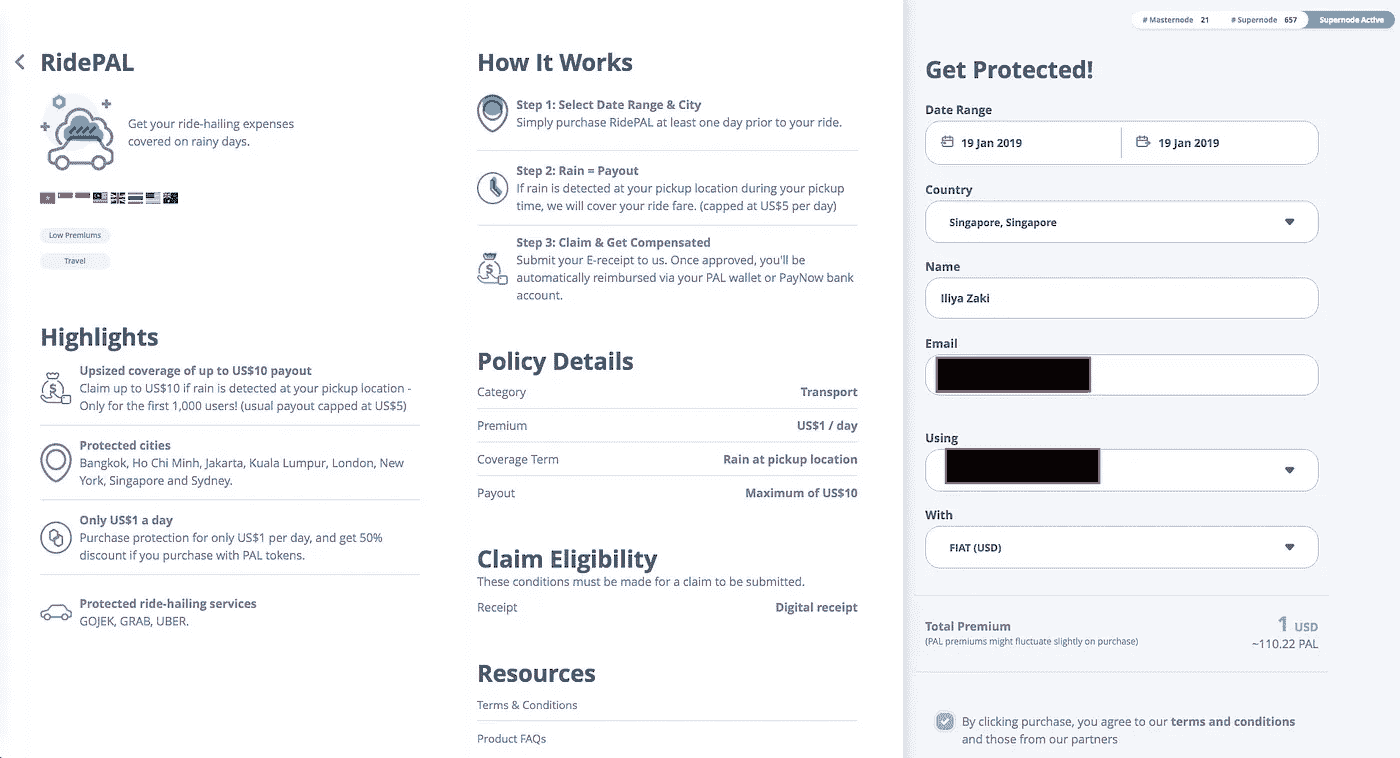 # Masternode 21 # Supernode 657 Supernode Active
RidePAL
Get your ride-hailing expenses
covered on rainy days.
Low Premiums
Travel
Highlights
Upsized coverage of up to US$10 payout
Claim up to US$10 if rain is detected at your pickup location -
Only for the first 1,000 users! (usual payout capped at US$5)
Protected cities
Bangkok, Ho Chi Minh, Jakarta, Kuala Lumpur, London, New
York, Singapore and Sydney.
Only US$1 a day
Purchase protection for only US$1 per day, and get 50%
discount if you purchase with PAL tokens.
Protected ride-hailing services
GOJEK, GRAB, UBER.
How It Works
Step 1: Select Date Range & City
Simply purchase RidePAL at least one day prior to your ride.
Step 2: Rain = Payout
If rain is detected at your pickup location during your pickup
time, we will cover your ride fare. (capped at US$5 per day)
Step 3: Claim & Get Compensated
Submit your E-receipt to us. Once approved, you'll be
automatically reimbursed via your PAL wallet or PayNow bank
account.
Policy Details
Category Transport
Premium US$1 / day
Coverage Term Rain at pickup location
Payout Maximum of US$10
Claim Eligibility
These conditions must be made for a claim to be submitted.
Receipt Digital receipt
Resources
Terms & Conditions
Product FAQs
Get Protected!
Date Range
19 Jan 2019 19 Jan 2019
Country
Singapore, Singapore
Name
Iliya Zaki
Email
Using
With
FIAT (USD)
Total Premium 1 USD
(PAL premiums might fluctuate slightly on purchase) ~110.22 PAL
By clicking purchase, you agree to our terms and conditions
and those from our partners